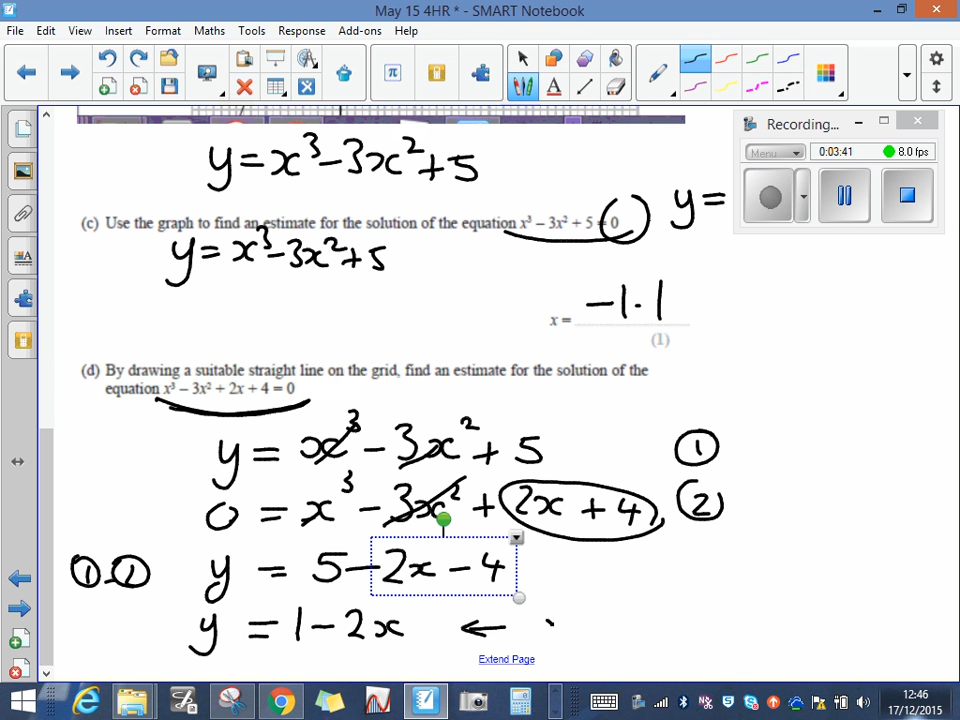 May 15 4HR * - SMART Notebook
File Edit View Insert Format Maths Tools Response Add-ons Help
Recording...
Menu 0:03:41 8.0 fps
y = x³ - 3x² + 5
y =
(c) Use the graph to find an estimate for the solution of the equation x³ – 3x² + 5 = 0
y = x³ - 3x² + 5
x = -1.1
(1)
(d) By drawing a suitable straight line on the grid, find an estimate for the solution of the
equation x³ – 3x² + 2x + 4 = 0
y = x³ - 3x² + 5 ①
0 = x³ - 3x² + 2x + 4 ②
①-② y = 5 - 2x - 4
y = 1 - 2x ←
Extend Page
12:46
17/12/2015